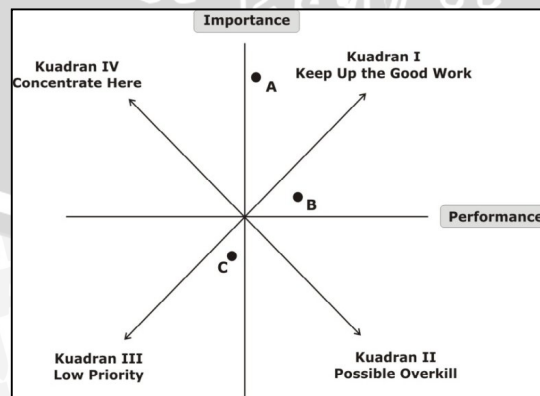 Importance
Kuadran IV
Concentrate Here
Kuadran I
Keep Up the Good Work
A
B
Performance
C
Kuadran III
Low Priority
Kuadran II
Possible Overkill